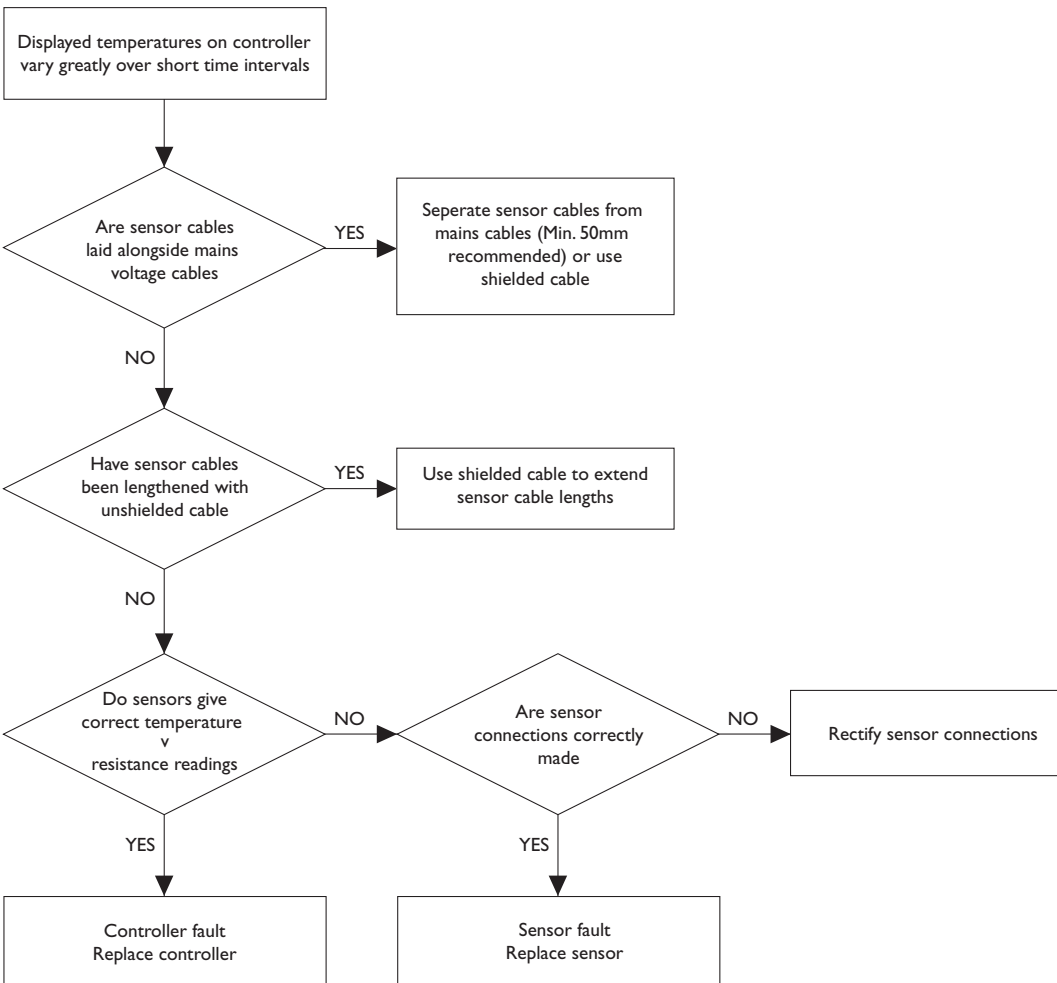 Displayed temperatures on controller
vary greatly over short time intervals
Are sensor cables
laid alongside mains
voltage cables
YES
Seperate sensor cables from
mains cables (Min. 50mm
recommended) or use
shielded cable
NO
Have sensor cables
been lengthened with
unshielded cable
YES
Use shielded cable to extend
sensor cable lengths
NO
Do sensors give
correct temperature
v
resistance readings
NO
Are sensor
connections correctly
made
NO
Rectify sensor connections
YES
YES
Controller fault
Replace controller
Sensor fault
Replace sensor